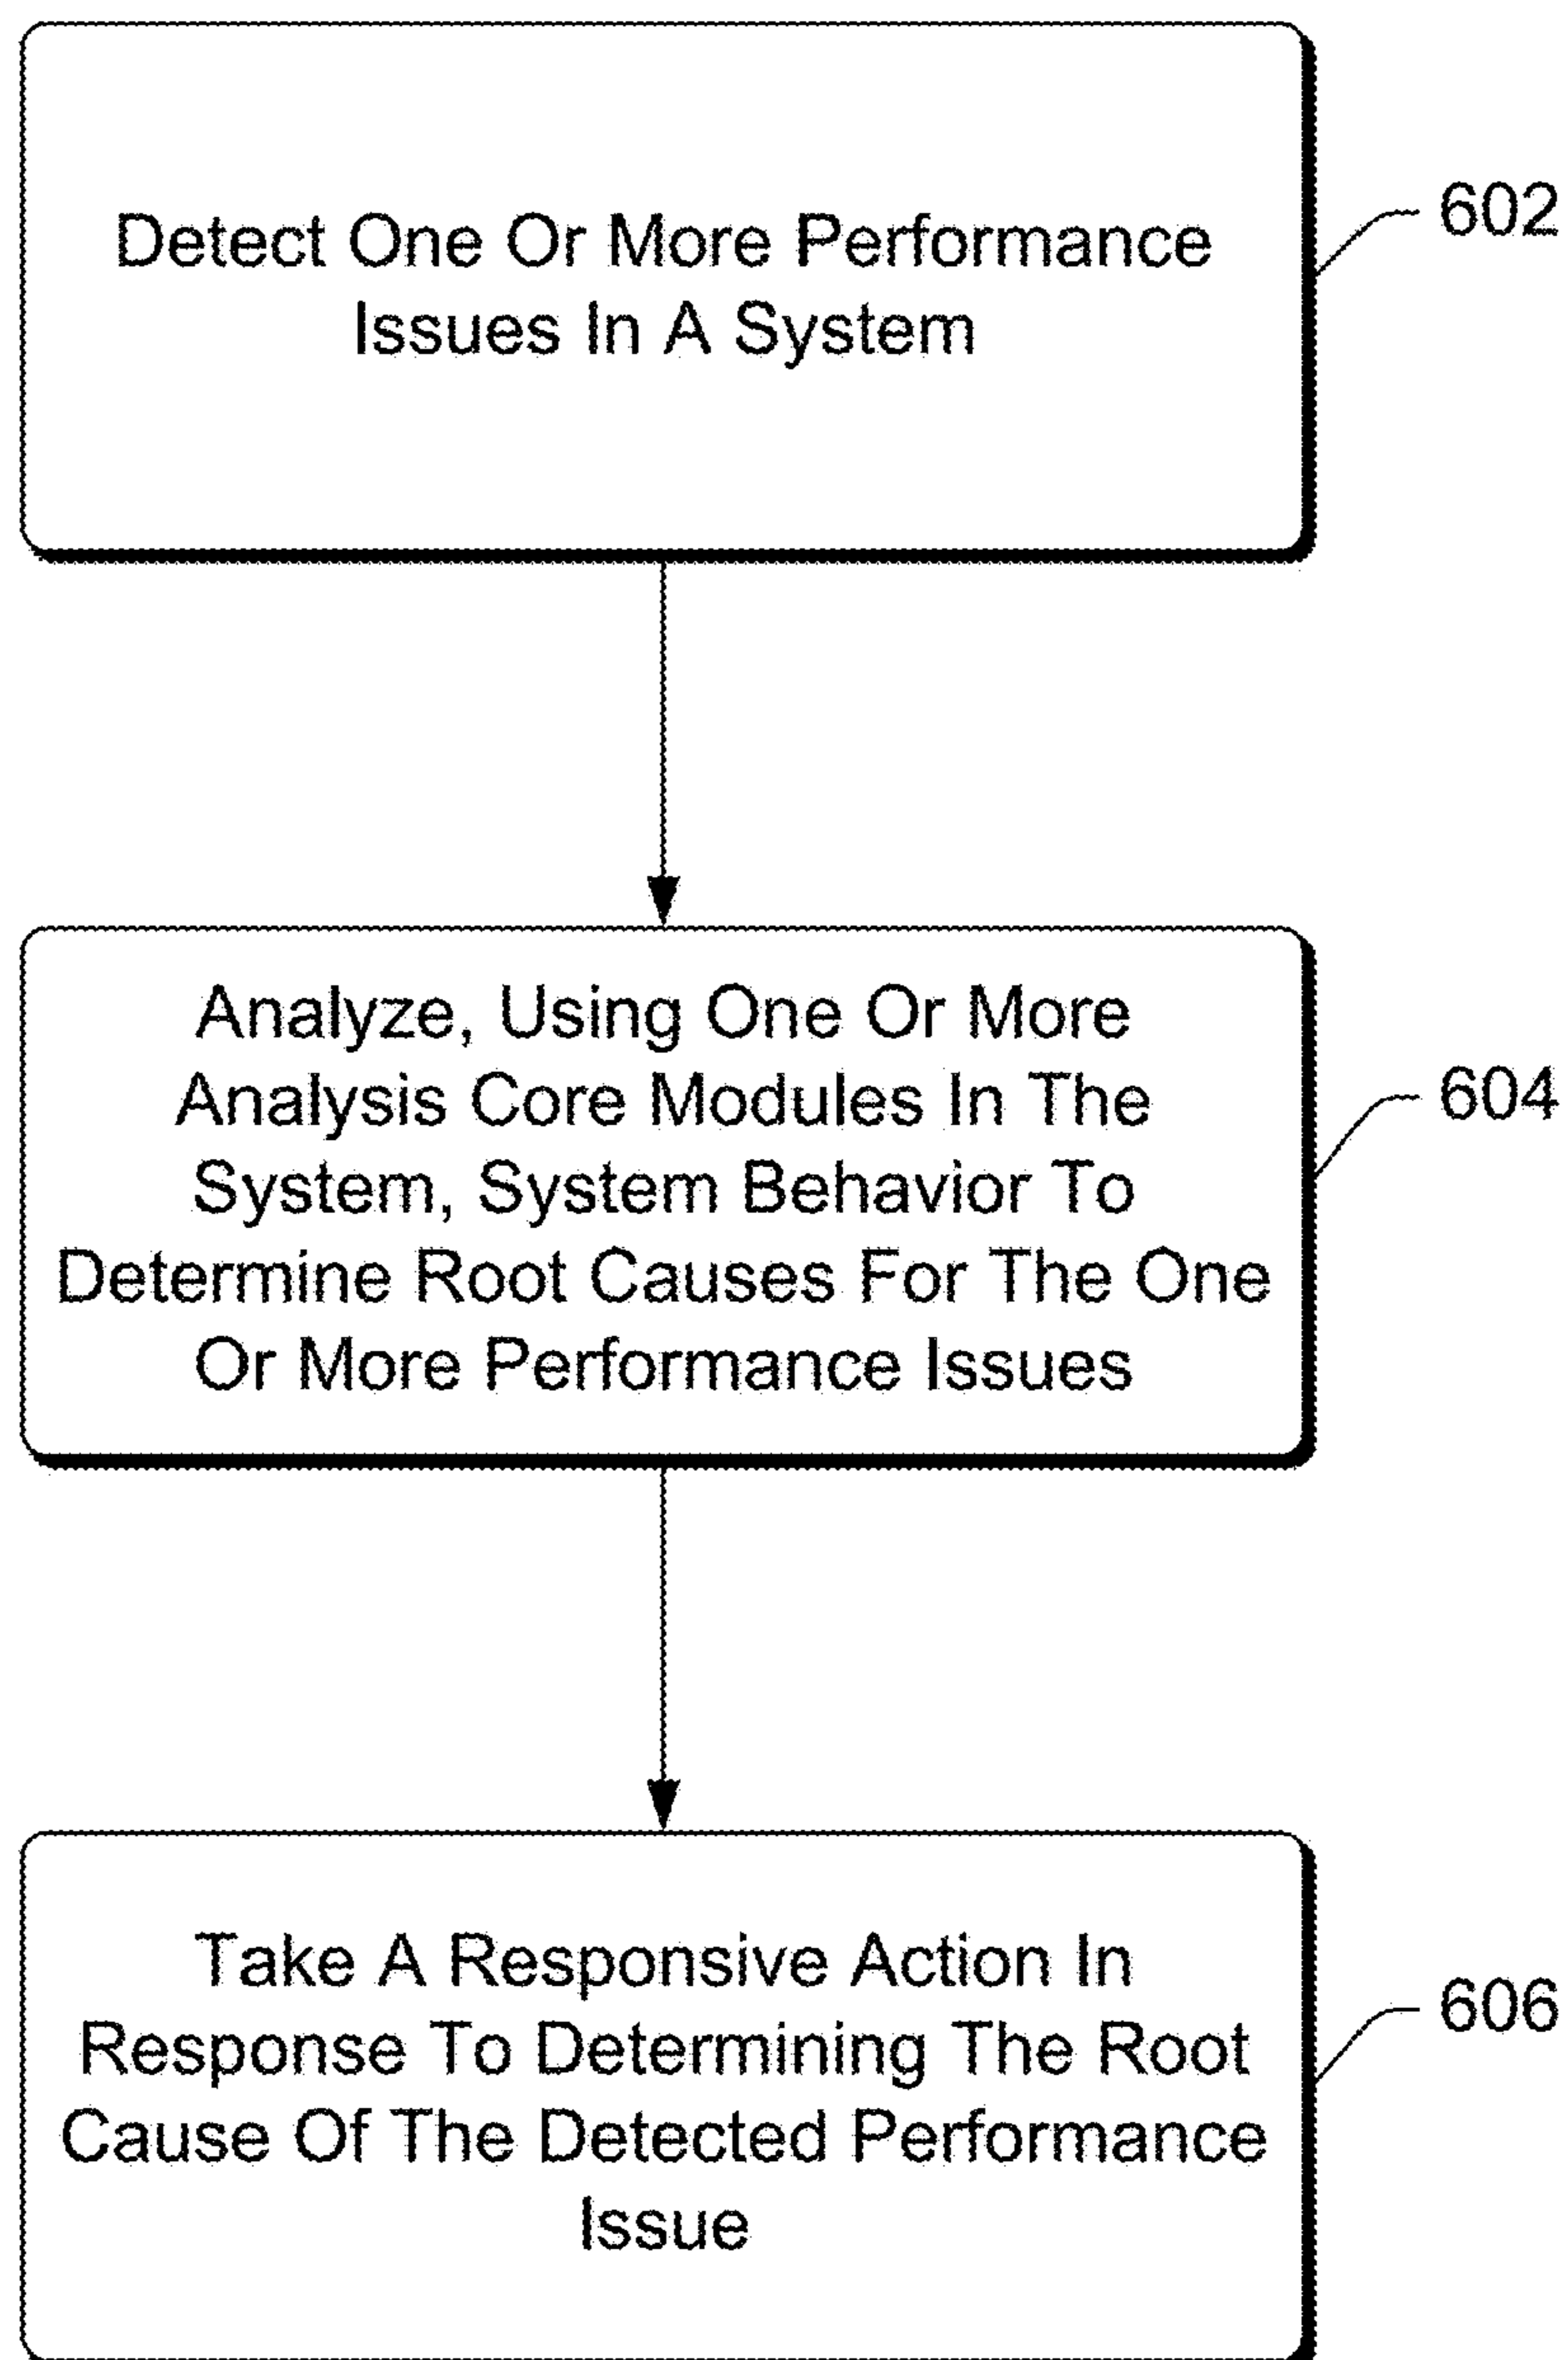 Detect One Or More Performance
Issues In A System
602
Analyze, Using One Or More
Analysis Core Modules In The
System, System Behavior To
Determine Root Causes For The One
Or More Performance Issues
604
Take A Responsive Action In
Response To Determining The Root
Cause Of The Detected Performance
Issue
606